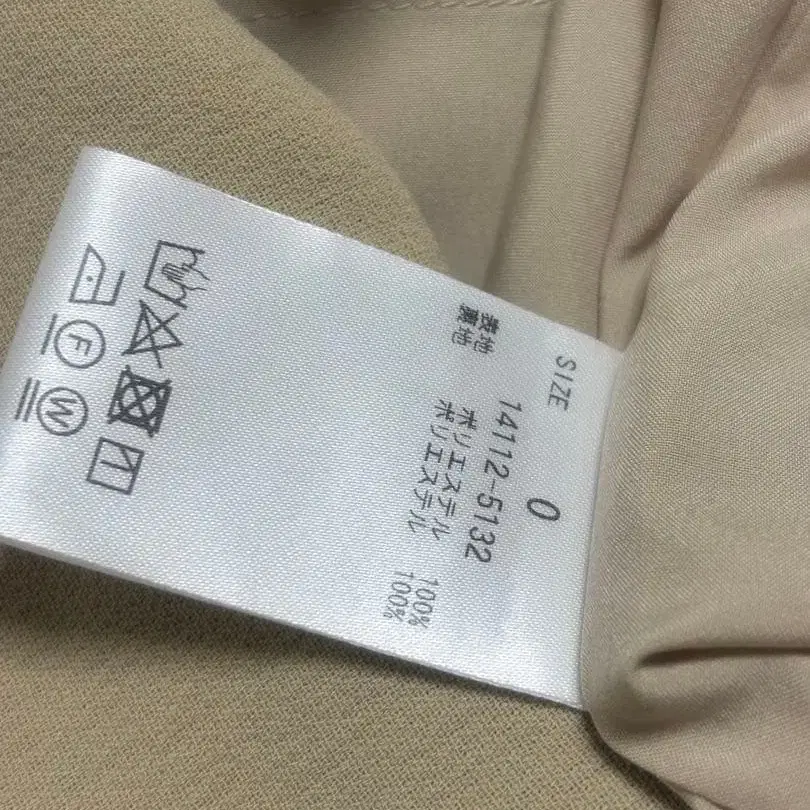 SIZE 0
14112-5132
表地 ポリエステル 100%
裏地 ポリエステル 100%
F
W